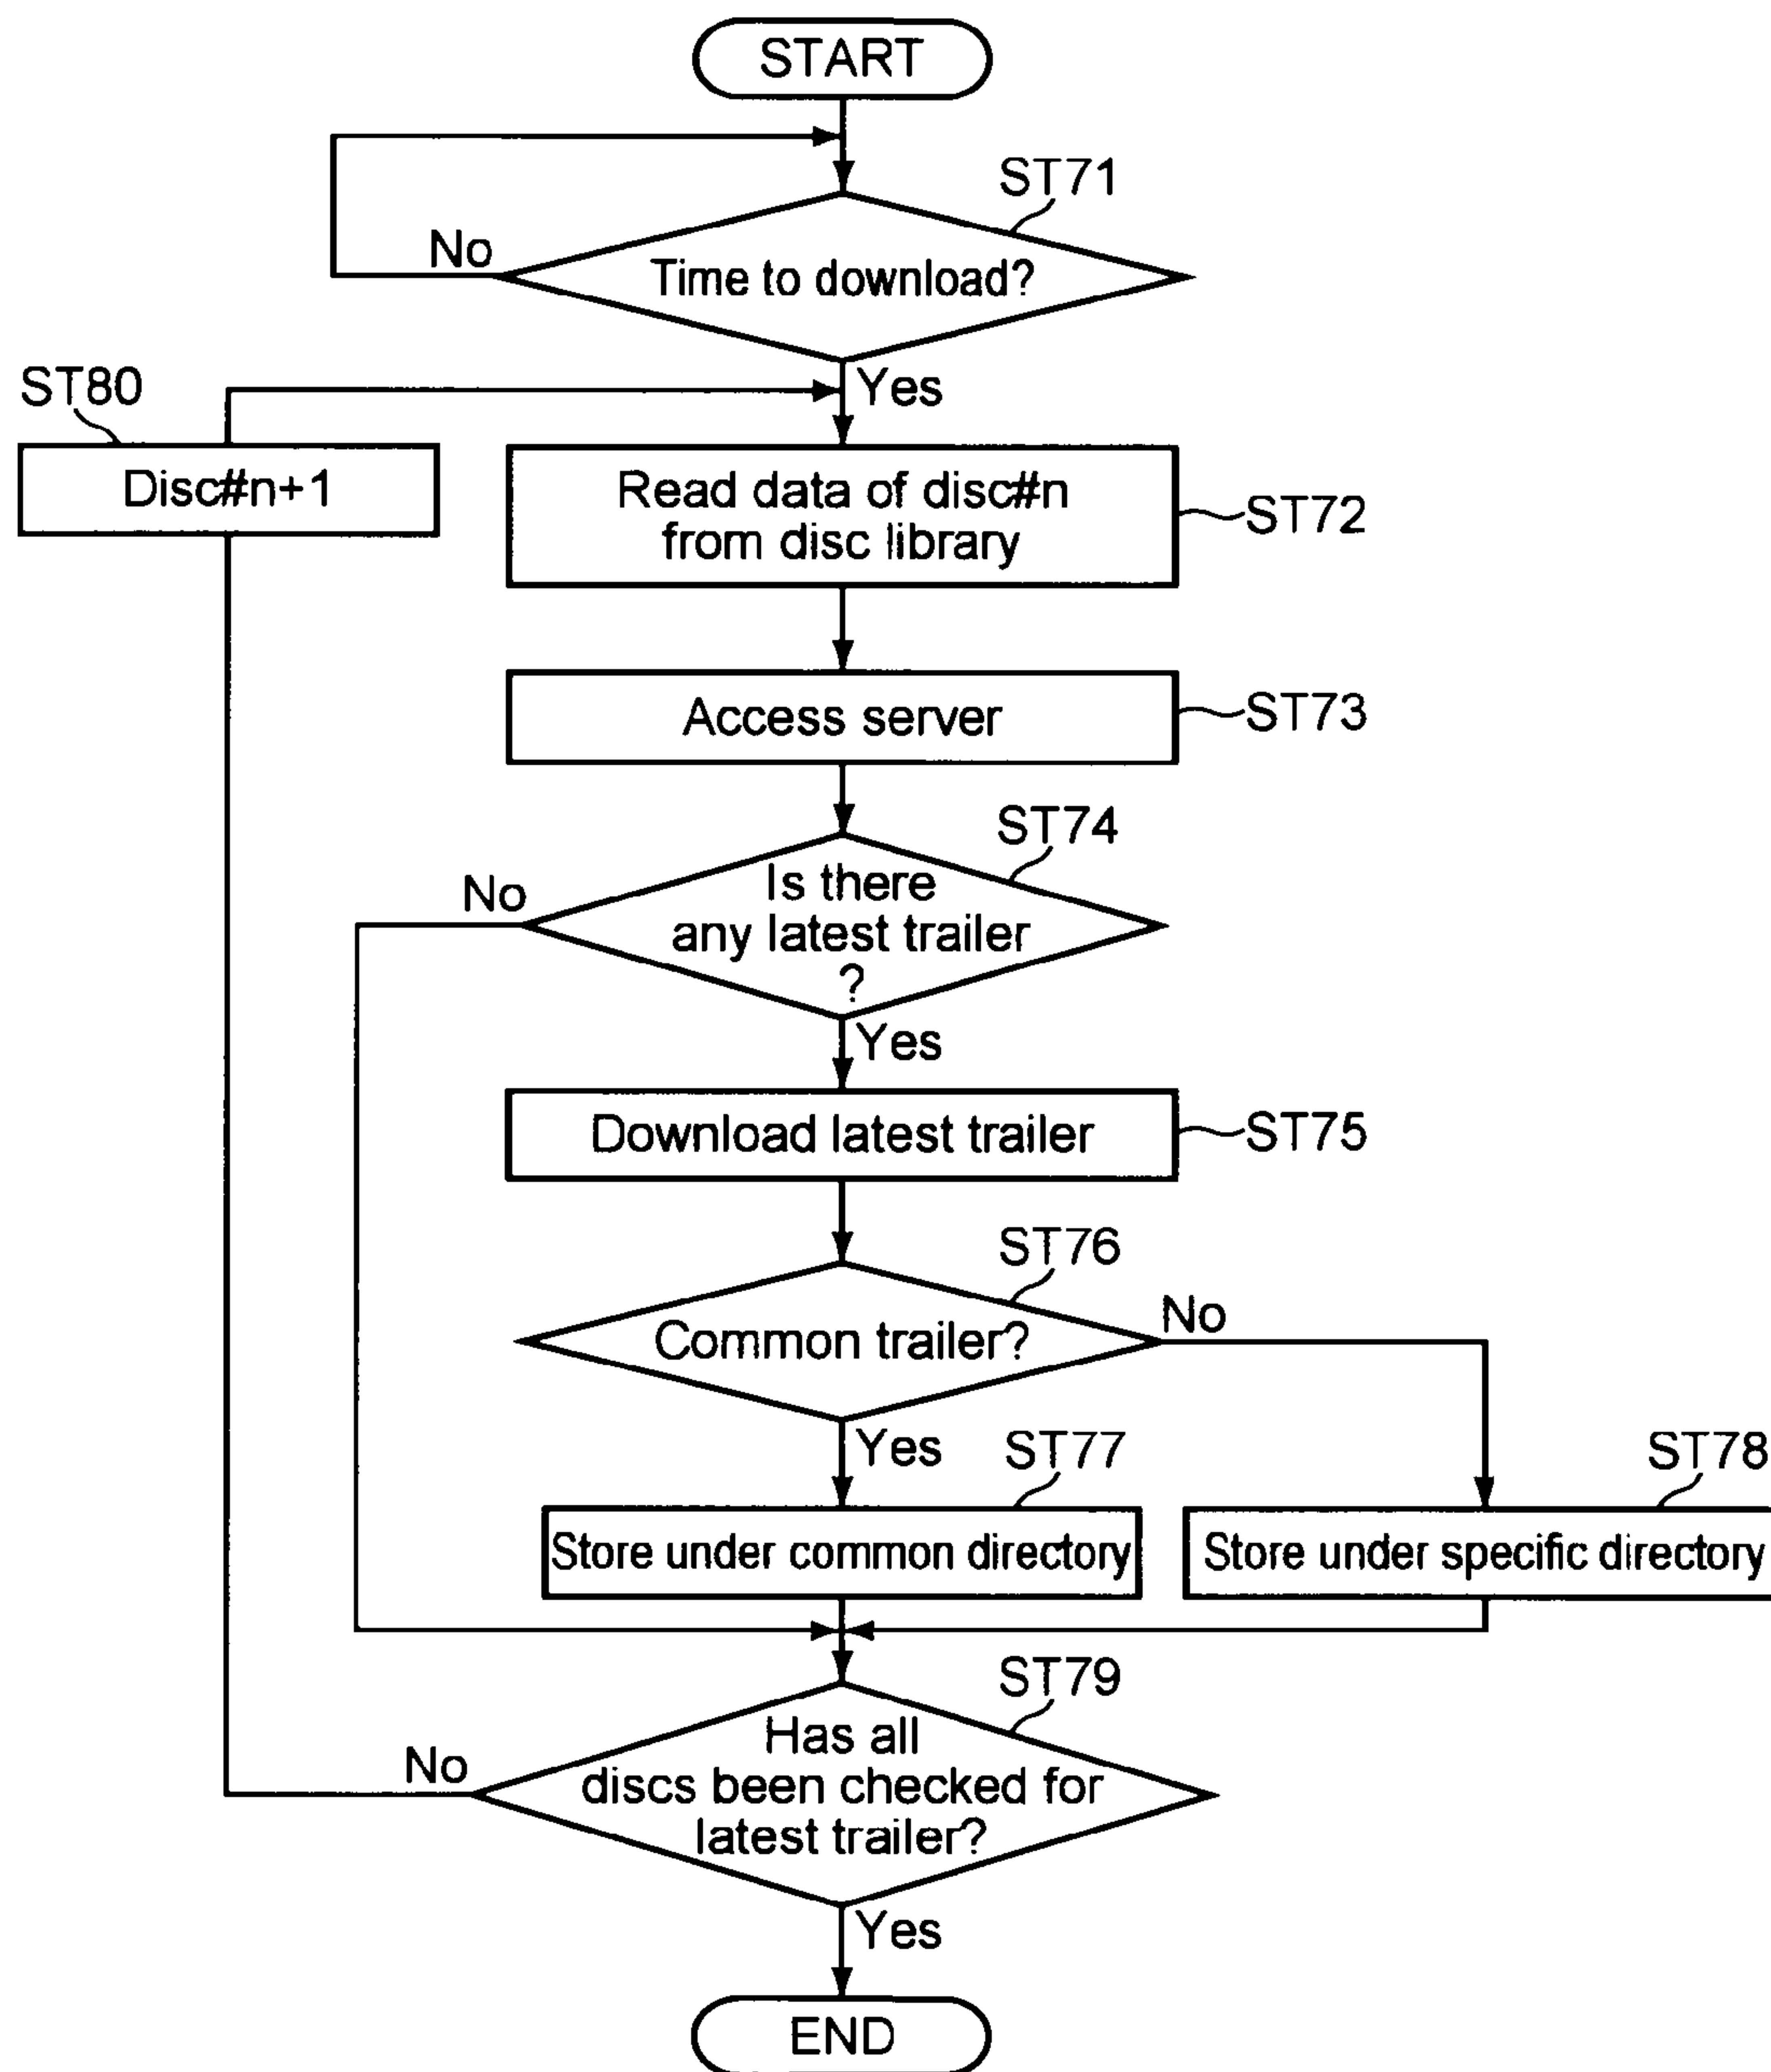 START
ST71
No
Time to download?
ST80
Yes
Disc#n+1
Read data of disc#n
from disc library
ST72
Access server
ST73
ST74
No
Is there
any latest trailer
?
Yes
Download latest trailer
ST75
ST76
Common trailer?
No
Yes
ST77
ST78
Store under common directory
Store under specific directory
ST79
No
Has all
discs been checked for
latest trailer?
Yes
END